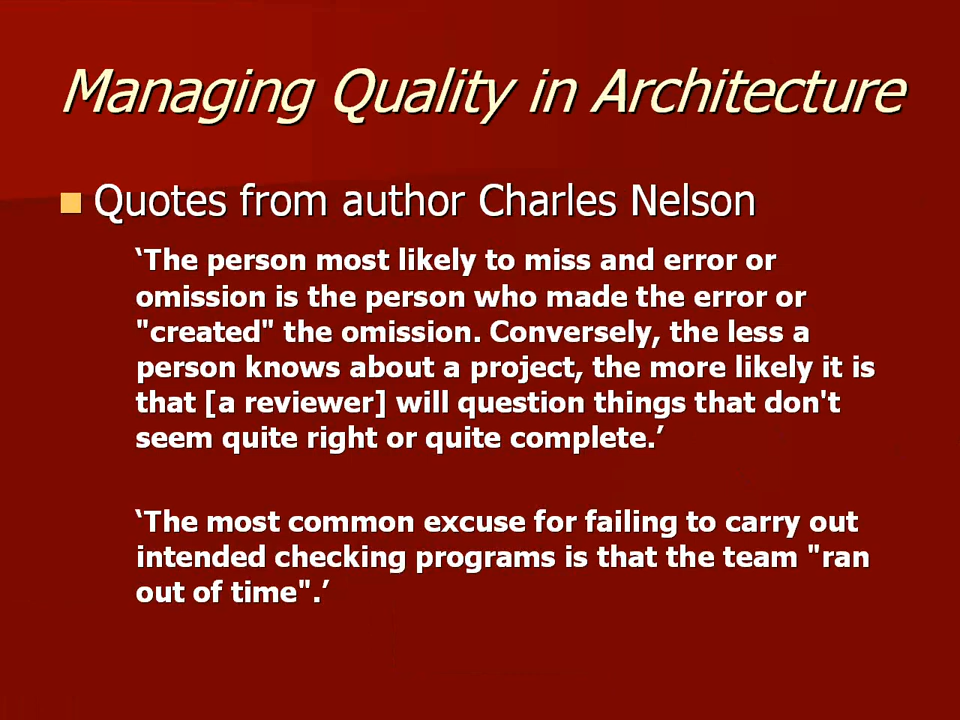 Managing Quality in Architecture
Quotes from author Charles Nelson
‘The person most likely to miss and error or
omission is the person who made the error or
"created" the omission. Conversely, the less a
person knows about a project, the more likely it is
that [a reviewer] will question things that don't
seem quite right or quite complete.’
‘The most common excuse for failing to carry out
intended checking programs is that the team "ran
out of time".’